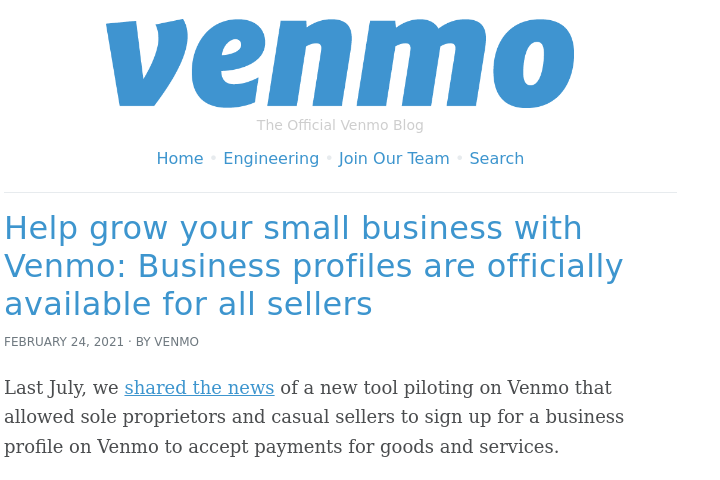 venmo
The Official Venmo Blog
Home • Engineering • Join Our Team • Search
Help grow your small business with
Venmo: Business profiles are officially
available for all sellers
FEBRUARY 24, 2021 · BY VENMO
Last July, we shared the news of a new tool piloting on Venmo that
allowed sole proprietors and casual sellers to sign up for a business
profile on Venmo to accept payments for goods and services.